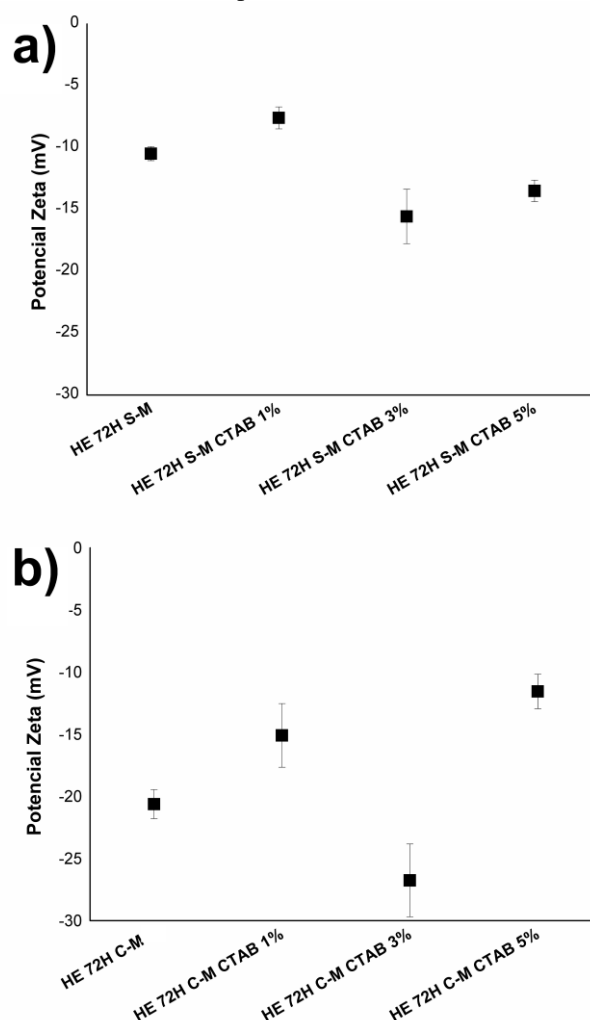 a)
Potencial Zeta (mV)
0
-5
-10
-15
-20
-25
-30
HE 72H S-M
HE 72H S-M CTAB 1%
HE 72H S-M CTAB 3%
HE 72H S-M CTAB 5%
b)
Potencial Zeta (mV)
0
-5
-10
-15
-20
-25
-30
HE 72H C-M
HE 72H C-M CTAB 1%
HE 72H C-M CTAB 3%
HE 72H C-M CTAB 5%